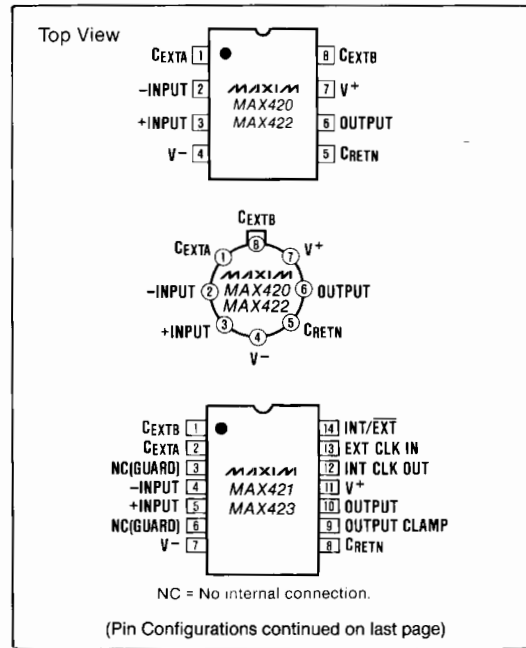 Top View
CEXTA 1
-INPUT 2
+INPUT 3
V- 4
MAXIM
MAX420
MAX422
8 CEXTB
7 V+
6 OUTPUT
5 CRETN
CEXTB
8
CEXTA 1
7 V+
-INPUT 2
MAXIM
MAX420
MAX422
6 OUTPUT
+INPUT 3
5 CRETN
4
V-
CEXTB 1
CEXTA 2
NC(GUARD) 3
-INPUT 4
+INPUT 5
NC(GUARD) 6
V- 7
MAXIM
MAX421
MAX423
14 INT/EXT
13 EXT CLK IN
12 INT CLK OUT
11 V+
10 OUTPUT
9 OUTPUT CLAMP
8 CRETN
NC = No internal connection.
(Pin Configurations continued on last page)